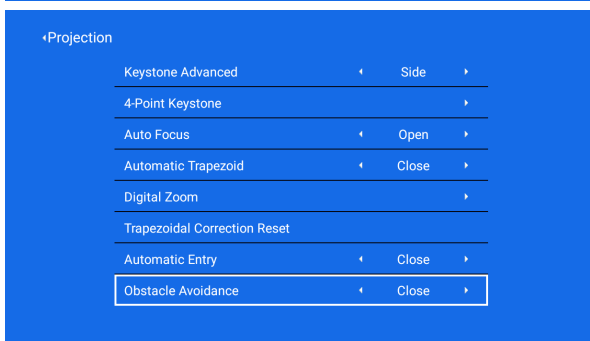 Projection
Keystone Advanced Side
4-Point Keystone
Auto Focus Open
Automatic Trapezoid Close
Digital Zoom
Trapezoidal Correction Reset
Automatic Entry Close
Obstacle Avoidance Close